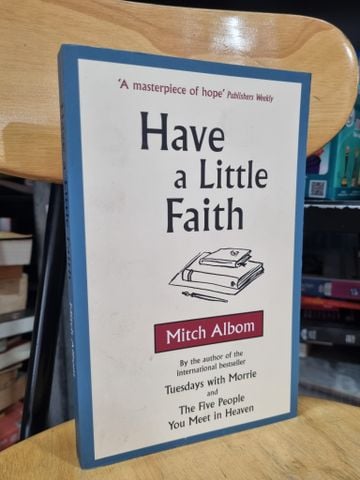 'A masterpiece of hope' Publishers Weekly
Have
a Little
Faith
Mitch Albom
By the author of the
international bestseller
Tuesdays with Morrie
and
The Five People
You Meet in Heaven